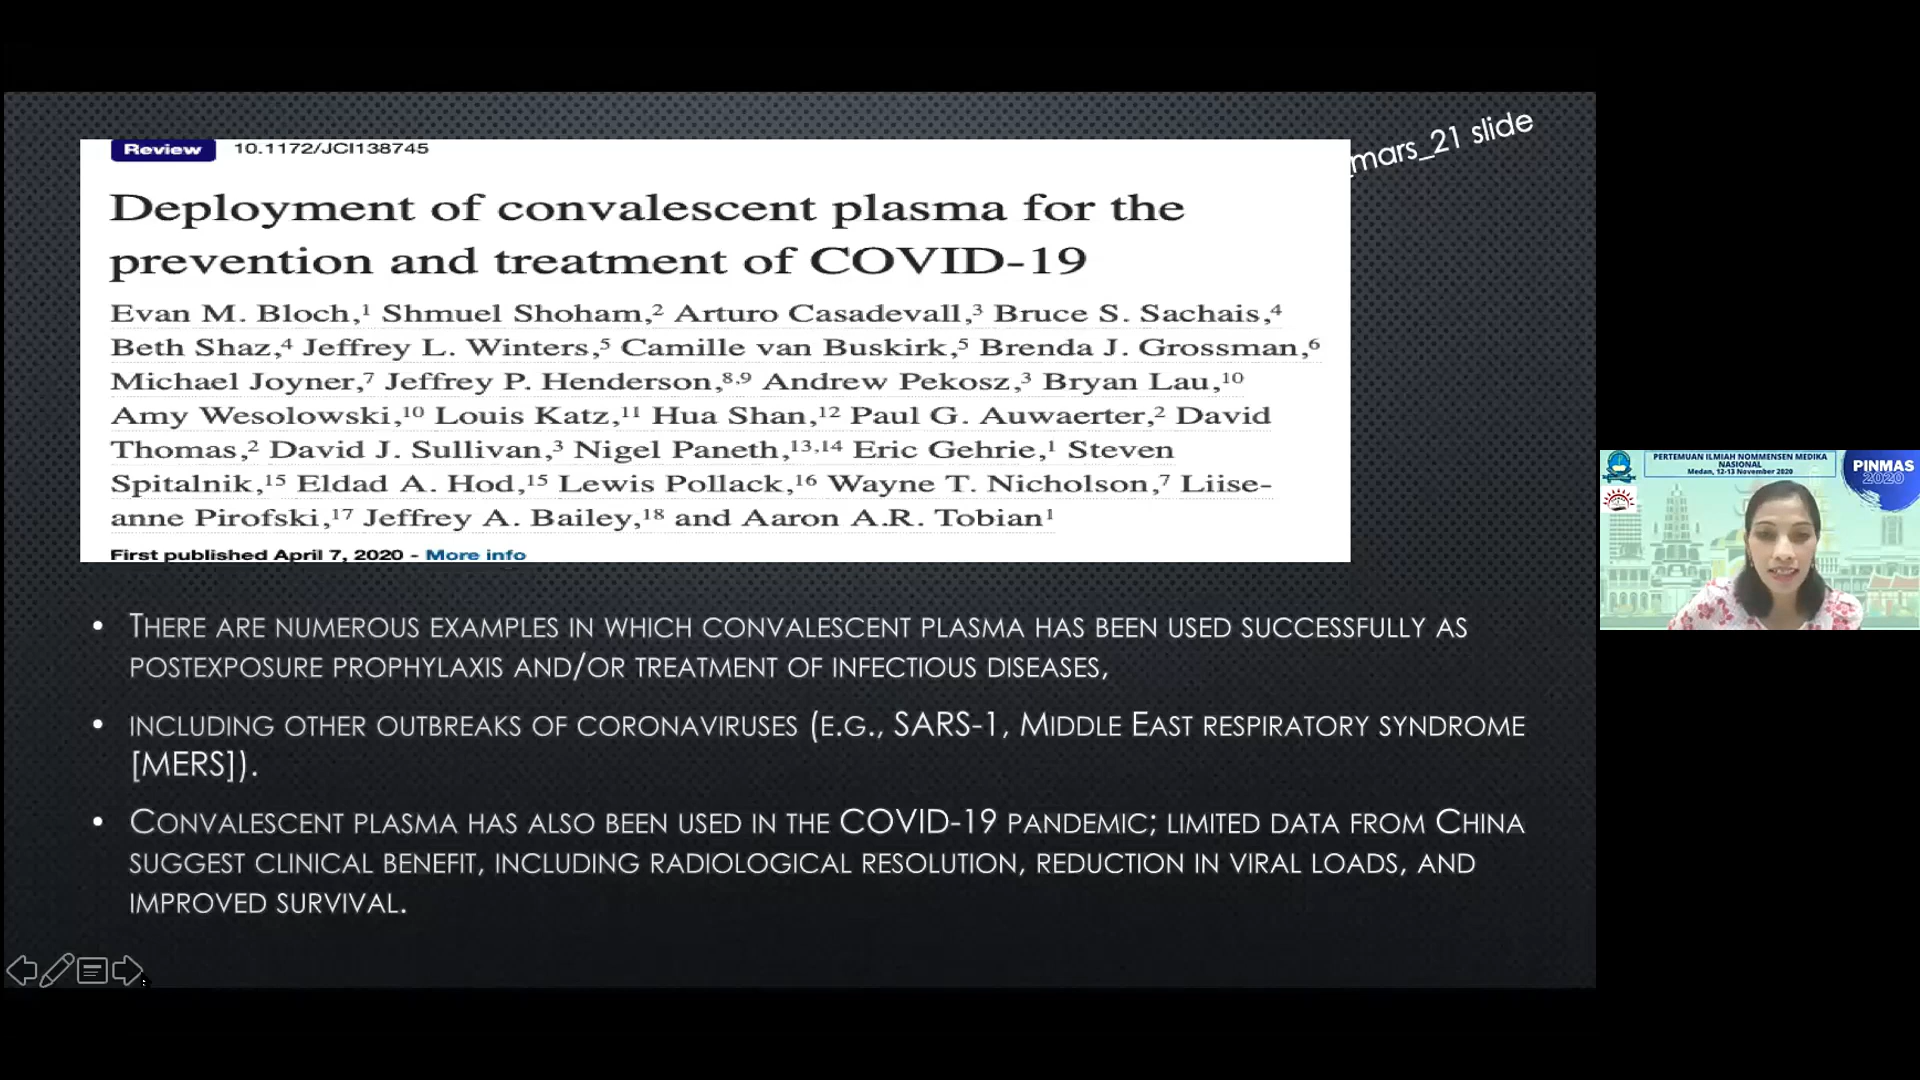 Review 10.1172/JCI138745
_mars_21 slide
Deployment of convalescent plasma for the
prevention and treatment of COVID-19
Evan M. Bloch,¹ Shmuel Shoham,² Arturo Casadevall,³ Bruce S. Sachais,⁴
Beth Shaz,⁴ Jeffrey L. Winters,⁵ Camille van Buskirk,⁵ Brenda J. Grossman,⁶
Michael Joyner,⁷ Jeffrey P. Henderson,⁸,⁹ Andrew Pekosz,³ Bryan Lau,¹⁰
Amy Wesolowski,¹⁰ Louis Katz,¹¹ Hua Shan,¹² Paul G. Auwaerter,² David
Thomas,² David J. Sullivan,³ Nigel Paneth,¹³,¹⁴ Eric Gehrie,¹ Steven
Spitalnik,¹⁵ Eldad A. Hod,¹⁵ Lewis Pollack,¹⁶ Wayne T. Nicholson,⁷ Liise-
anne Pirofski,¹⁷ Jeffrey A. Bailey,¹⁸ and Aaron A.R. Tobian¹
First published April 7, 2020 - More info
• There are numerous examples in which convalescent plasma has been used successfully as
postexposure prophylaxis and/or treatment of infectious diseases,
• including other outbreaks of coronaviruses (e.g., SARS-1, Middle East respiratory syndrome
[MERS]).
• Convalescent plasma has also been used in the COVID-19 pandemic; limited data from China
suggest clinical benefit, including radiological resolution, reduction in viral loads, and
improved survival.
PERTEMUAN ILMIAH NOMMENSEN MEDIKA
NASIONAL
Medan, 12-13 November 2020
PINMAS
2020